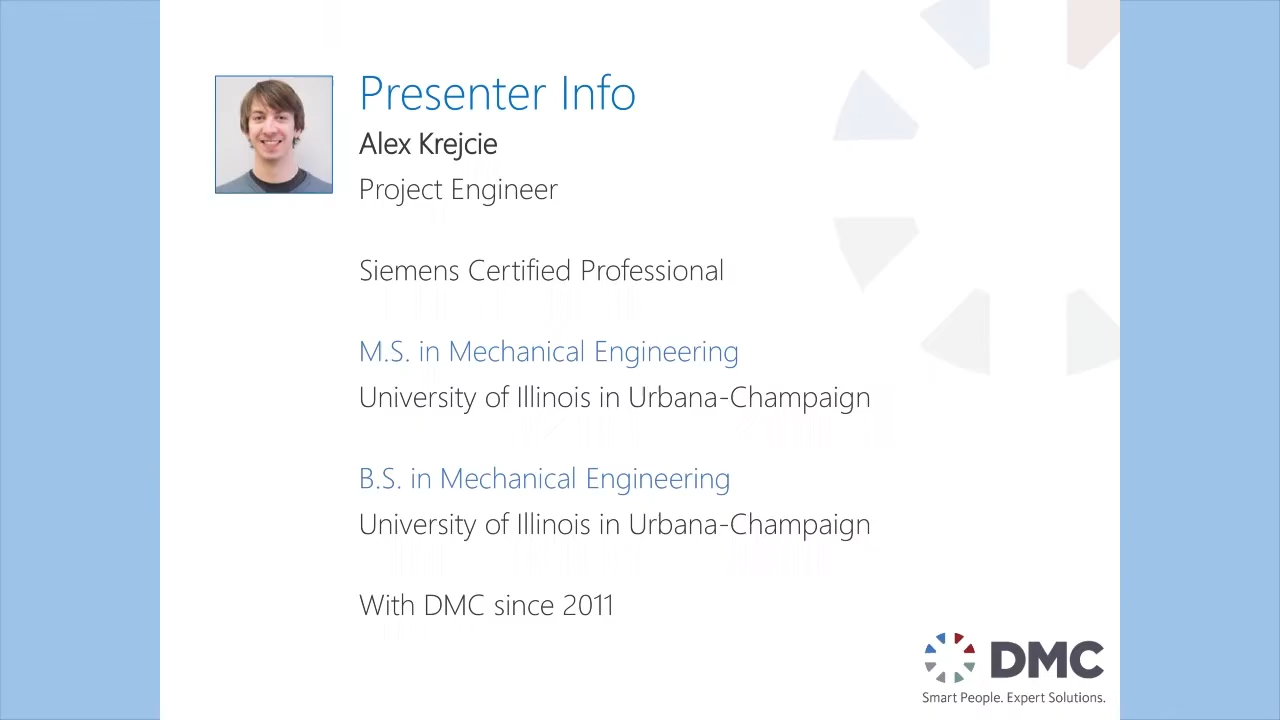 Presenter Info
Alex Krejcie
Project Engineer
Siemens Certified Professional
M.S. in Mechanical Engineering
University of Illinois in Urbana-Champaign
B.S. in Mechanical Engineering
University of Illinois in Urbana-Champaign
With DMC since 2011
DMC
Smart People. Expert Solutions.